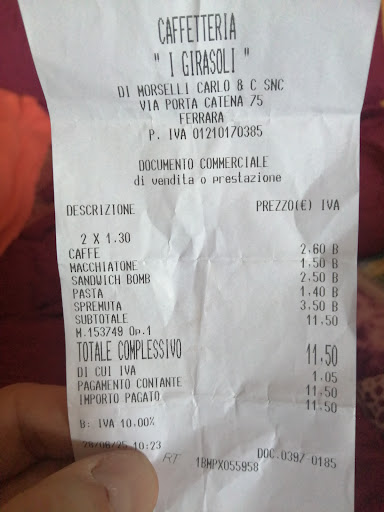 CAFFETTERIA
" I GIRASOLI "
DI MORSELLI CARLO & C SNC
VIA PORTA CATENA 75
FERRARA
P. IVA 01210170385
DOCUMENTO COMMERCIALE
di vendita o prestazione
DESCRIZIONE PREZZO(€) IVA
2 X 1.30
CAFFE 2.60 B
MACCHIATONE 1.50 B
SANDWICH BOMB 2.50 B
PASTA 1.40 B
SPREMUTA 3.50 B
SUBTOTALE 11.50
M.153749 Op.1
TOTALE COMPLESSIVO 11,50
DI CUI IVA 1.05
PAGAMENTO CONTANTE 11.50
IMPORTO PAGATO 11.50
B: IVA 10.00%
10:23 DOC.039/ 0185
RT 18MPX055958